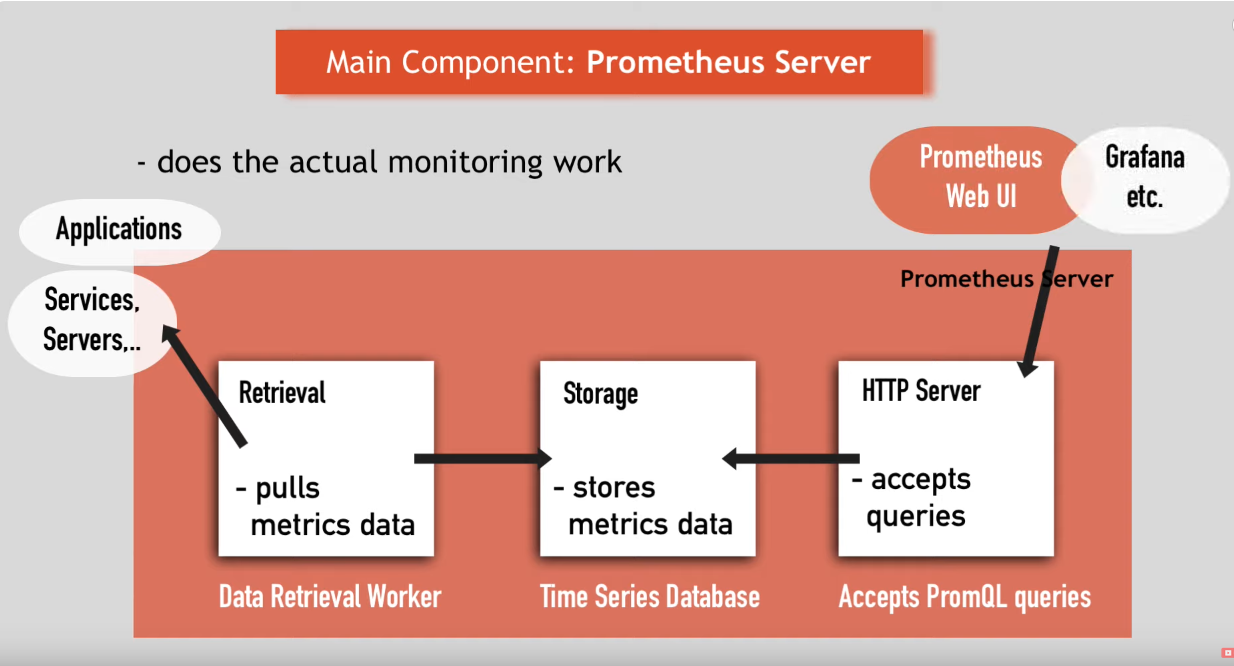 Main Component: Prometheus Server
- does the actual monitoring work
Prometheus
Web UI
Grafana
etc.
Applications
Services,
Servers,..
Prometheus Server
Retrieval
- pulls
metrics data
Data Retrieval Worker
Storage
- stores
metrics data
Time Series Database
HTTP Server
- accepts
queries
Accepts PromQL queries